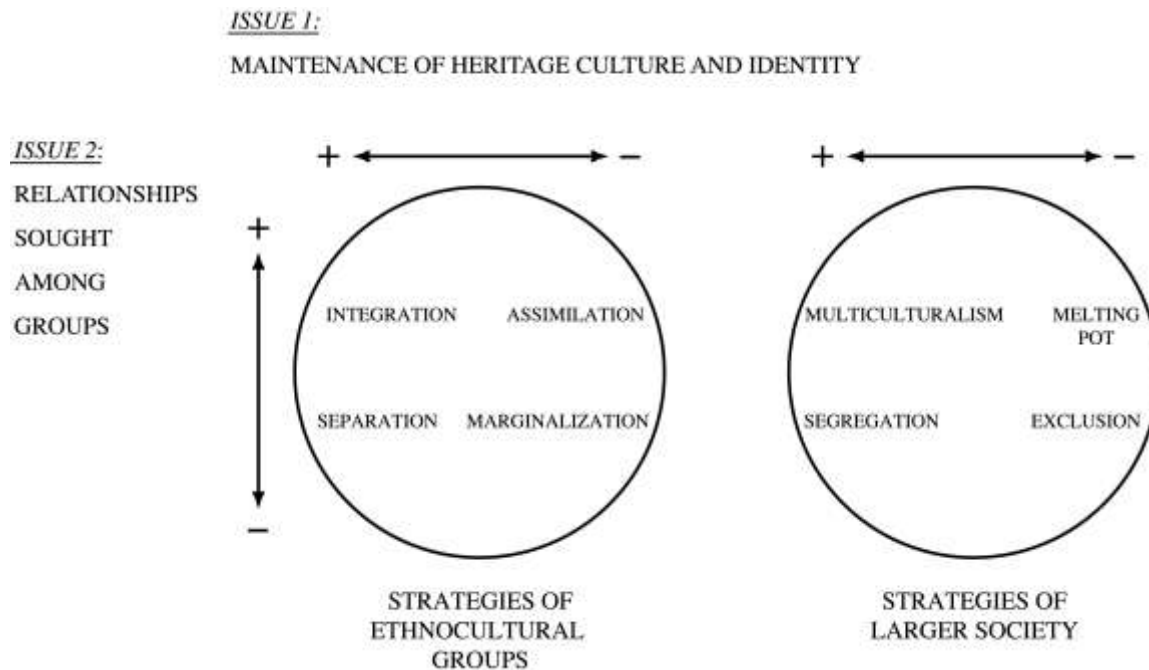 ISSUE 1:
MAINTENANCE OF HERITAGE CULTURE AND IDENTITY
ISSUE 2:
RELATIONSHIPS
SOUGHT
AMONG
GROUPS
+ –
+
–
INTEGRATION ASSIMILATION
SEPARATION MARGINALIZATION
STRATEGIES OF
ETHNOCULTURAL
GROUPS
+ –
MULTICULTURALISM MELTING
POT
SEGREGATION EXCLUSION
STRATEGIES OF
LARGER SOCIETY